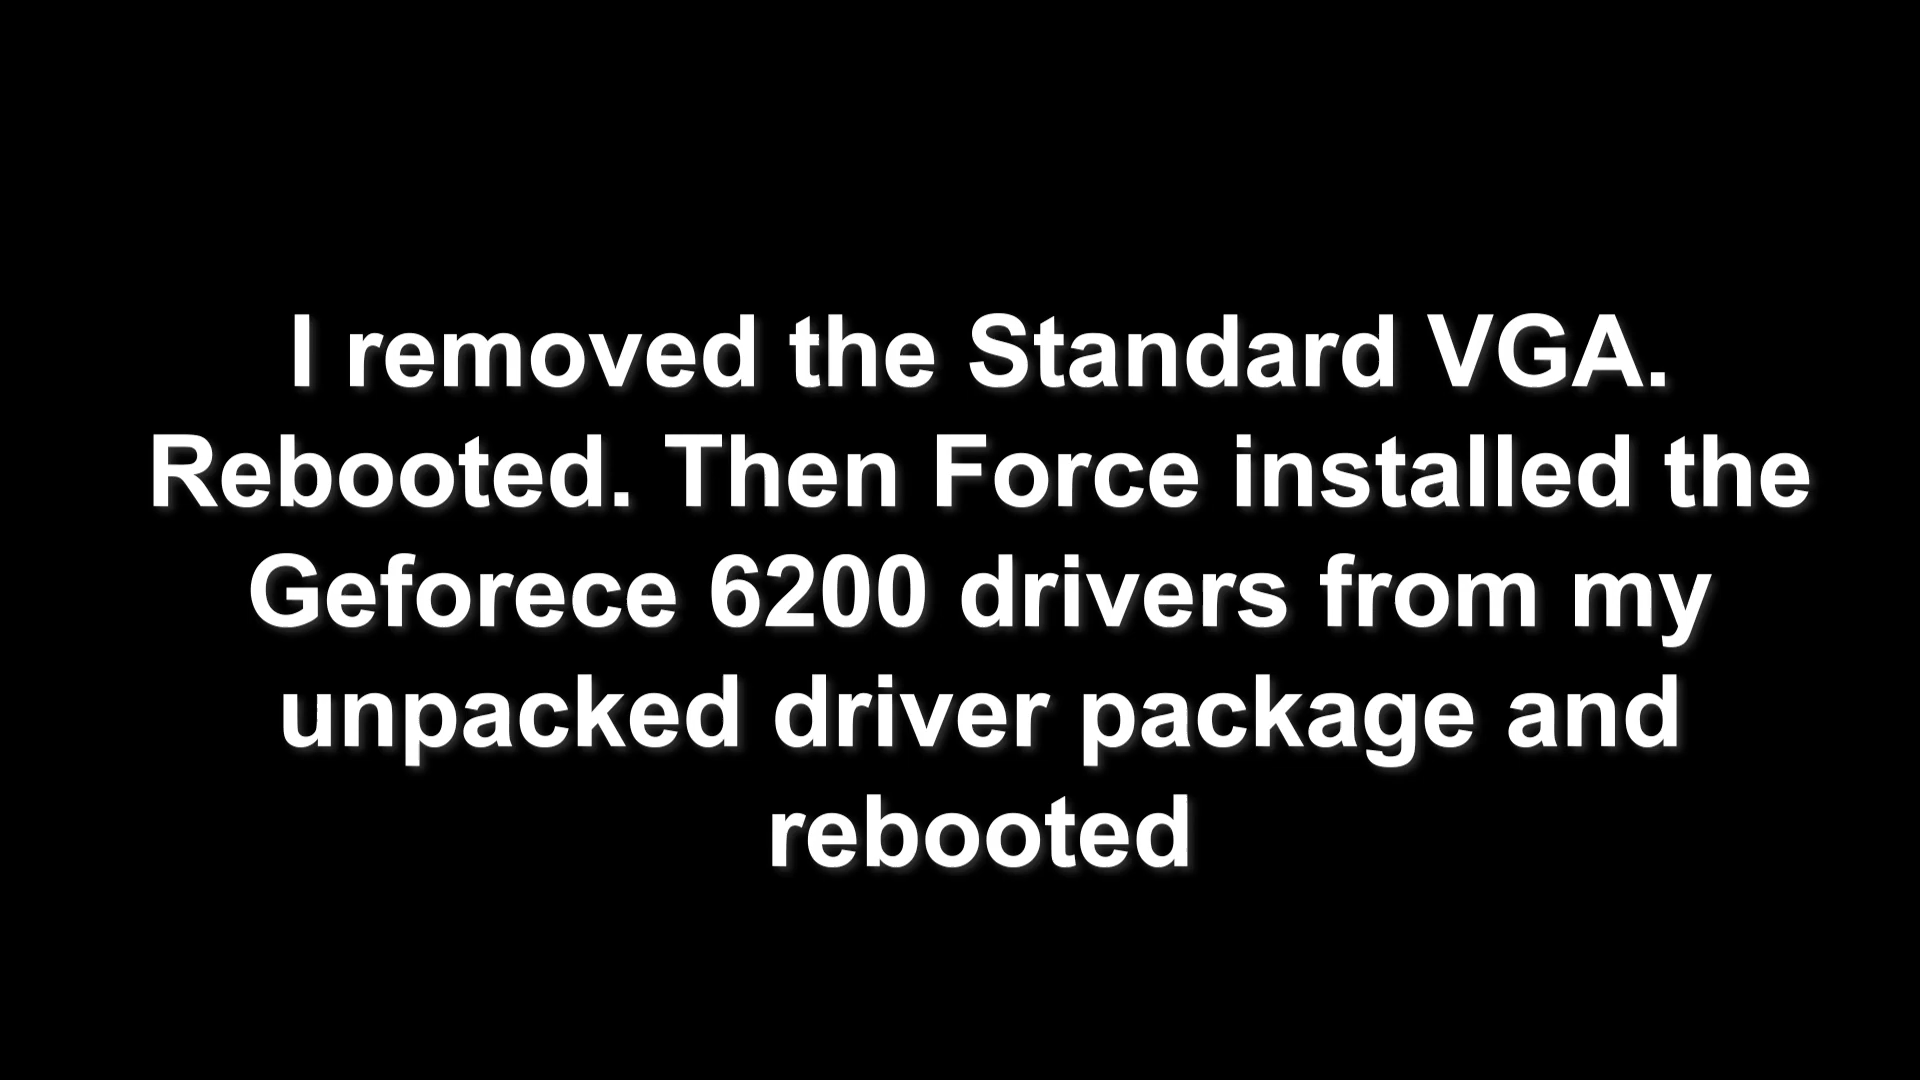 I removed the Standard VGA.
Rebooted. Then Force installed the
Geforece 6200 drivers from my
unpacked driver package and
rebooted